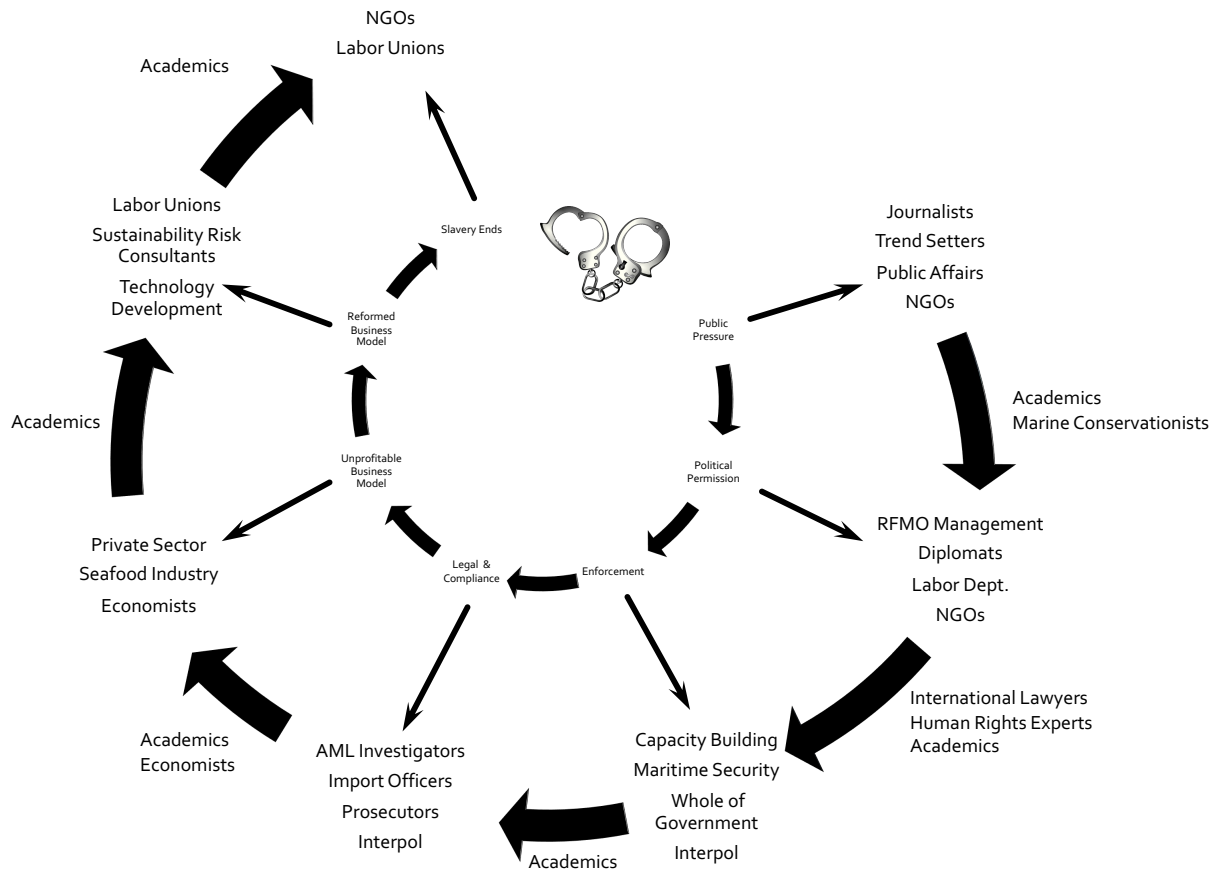 NGOs
Labor Unions
Academics
Labor Unions
Sustainability Risk
Consultants
Technology
Development
Slavery Ends
Journalists
Trend Setters
Public Affairs
NGOs
Reformed
Business
Model
Public
Pressure
Academics
Academics
Marine Conservationists
Unprofitable
Business
Model
Political
Permission
Private Sector
Seafood Industry
Economists
Legal &
Compliance
Enforcement
RFMO Management
Diplomats
Labor Dept.
NGOs
International Lawyers
Human Rights Experts
Academics
Academics
Economists
AML Investigators
Import Officers
Prosecutors
Interpol
Capacity Building
Maritime Security
Whole of
Government
Interpol
Academics